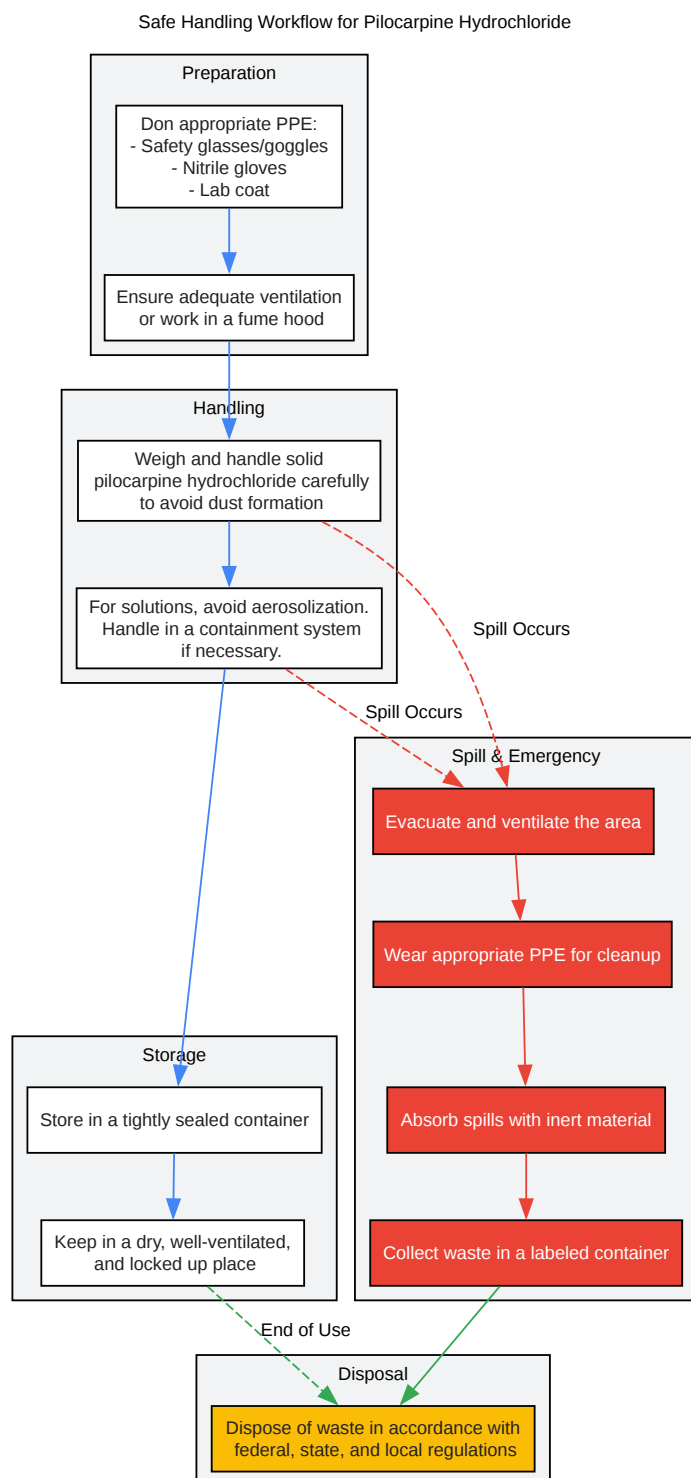 Safe Handling Workflow for Pilocarpine Hydrochloride
Preparation
Don appropriate PPE:
- Safety glasses/goggles
- Nitrile gloves
- Lab coat
Ensure adequate ventilation
or work in a fume hood
Handling
Weigh and handle solid
pilocarpine hydrochloride carefully
to avoid dust formation
For solutions, avoid aerosolization.
Handle in a containment system
if necessary.
Spill Occurs
Spill Occurs
Spill & Emergency
Evacuate and ventilate the area
Wear appropriate PPE for cleanup
Absorb spills with inert material
Collect waste in a labeled container
Storage
Store in a tightly sealed container
Keep in a dry, well-ventilated,
and locked up place
End of Use
Disposal
Dispose of waste in accordance with
federal, state, and local regulations